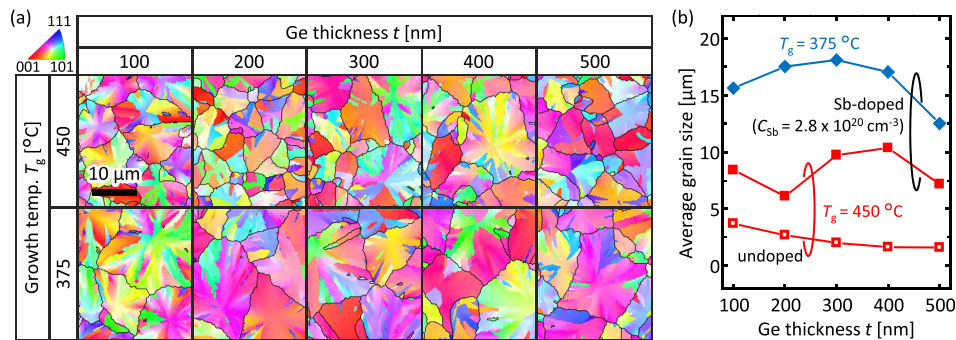 (a)
111
001 101
Ge thickness t [nm]
100 200 300 400 500
Growth temp. Tg [°C]
450
375
10 μm
(b)
Average grain size [μm]
20
15
10
5
0
Tg = 375 °C
Sb-doped
(CSb = 2.8 x 10²⁰ cm⁻³)
Tg = 450 °C
undoped
100 200 300 400 500
Ge thickness t [nm]